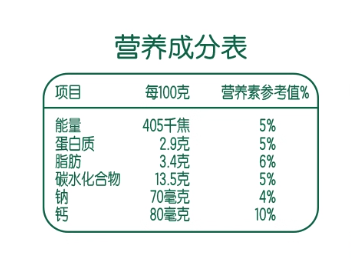 营养成分表
项目 每100克 营养素参考值%
能量 405千焦 5%
蛋白质 2.9克 5%
脂肪 3.4克 6%
碳水化合物 13.5克 5%
钠 70毫克 4%
钙 80毫克 10%